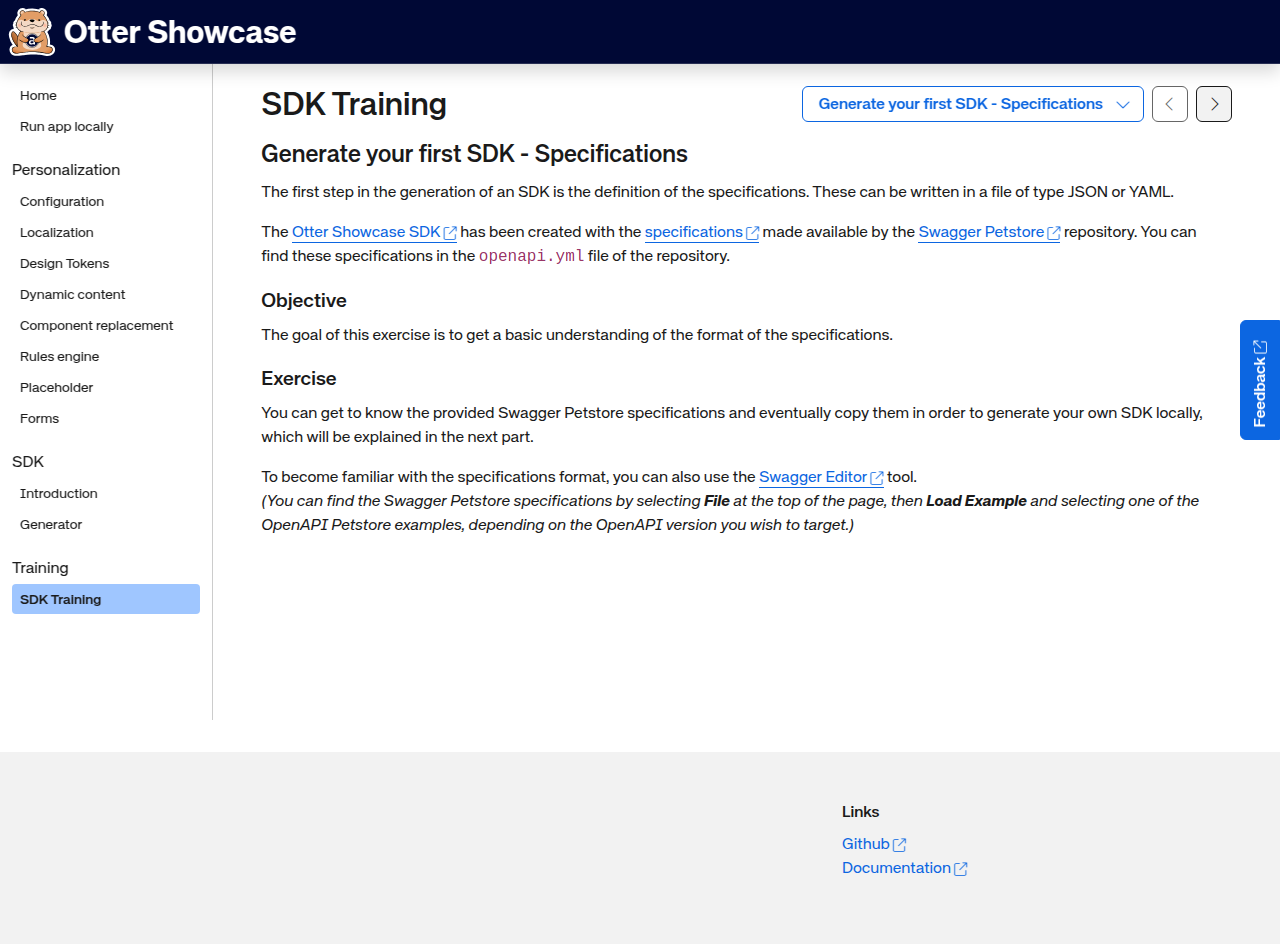 Otter Showcase
Home
Run app locally
Personalization
Configuration
Localization
Design Tokens
Dynamic content
Component replacement
Rules engine
Placeholder
Forms
SDK
Introduction
Generator
Training
SDK Training
SDK Training
Generate your first SDK - Specifications
Generate your first SDK - Specifications
The first step in the generation of an SDK is the definition of the specifications. These can be written in a file of type JSON or YAML.
The Otter Showcase SDK has been created with the specifications made available by the Swagger Petstore repository. You can
find these specifications in the openapi.yml file of the repository.
Objective
The goal of this exercise is to get a basic understanding of the format of the specifications.
Exercise
You can get to know the provided Swagger Petstore specifications and eventually copy them in order to generate your own SDK locally,
which will be explained in the next part.
To become familiar with the specifications format, you can also use the Swagger Editor tool.
(You can find the Swagger Petstore specifications by selecting File at the top of the page, then Load Example and selecting one of the
OpenAPI Petstore examples, depending on the OpenAPI version you wish to target.)
Feedback
Links
Github
Documentation